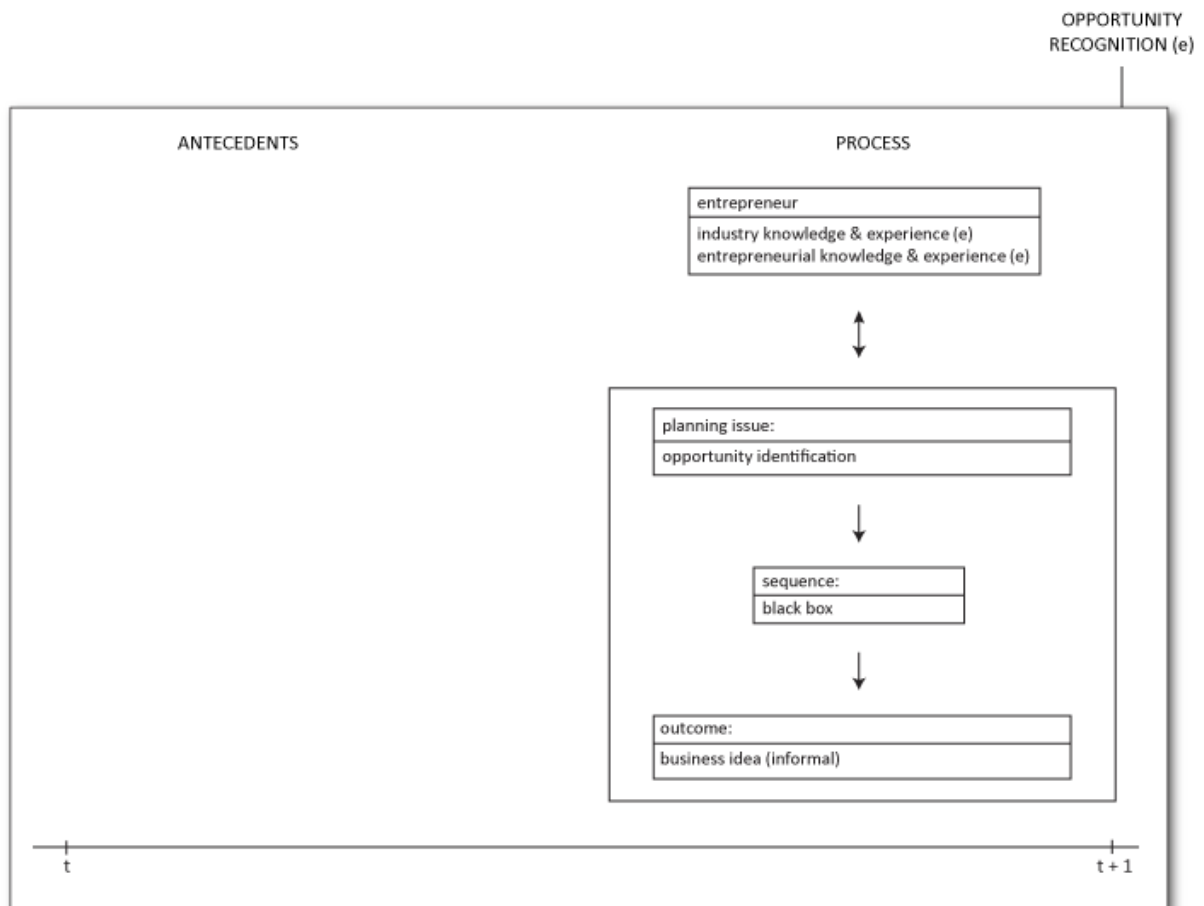 OPPORTUNITY
RECOGNITION (e)
ANTECEDENTS
PROCESS
entrepreneur
industry knowledge & experience (e)
entrepreneurial knowledge & experience (e)
planning issue:
opportunity identification
sequence:
black box
outcome:
business idea (informal)
t
t + 1